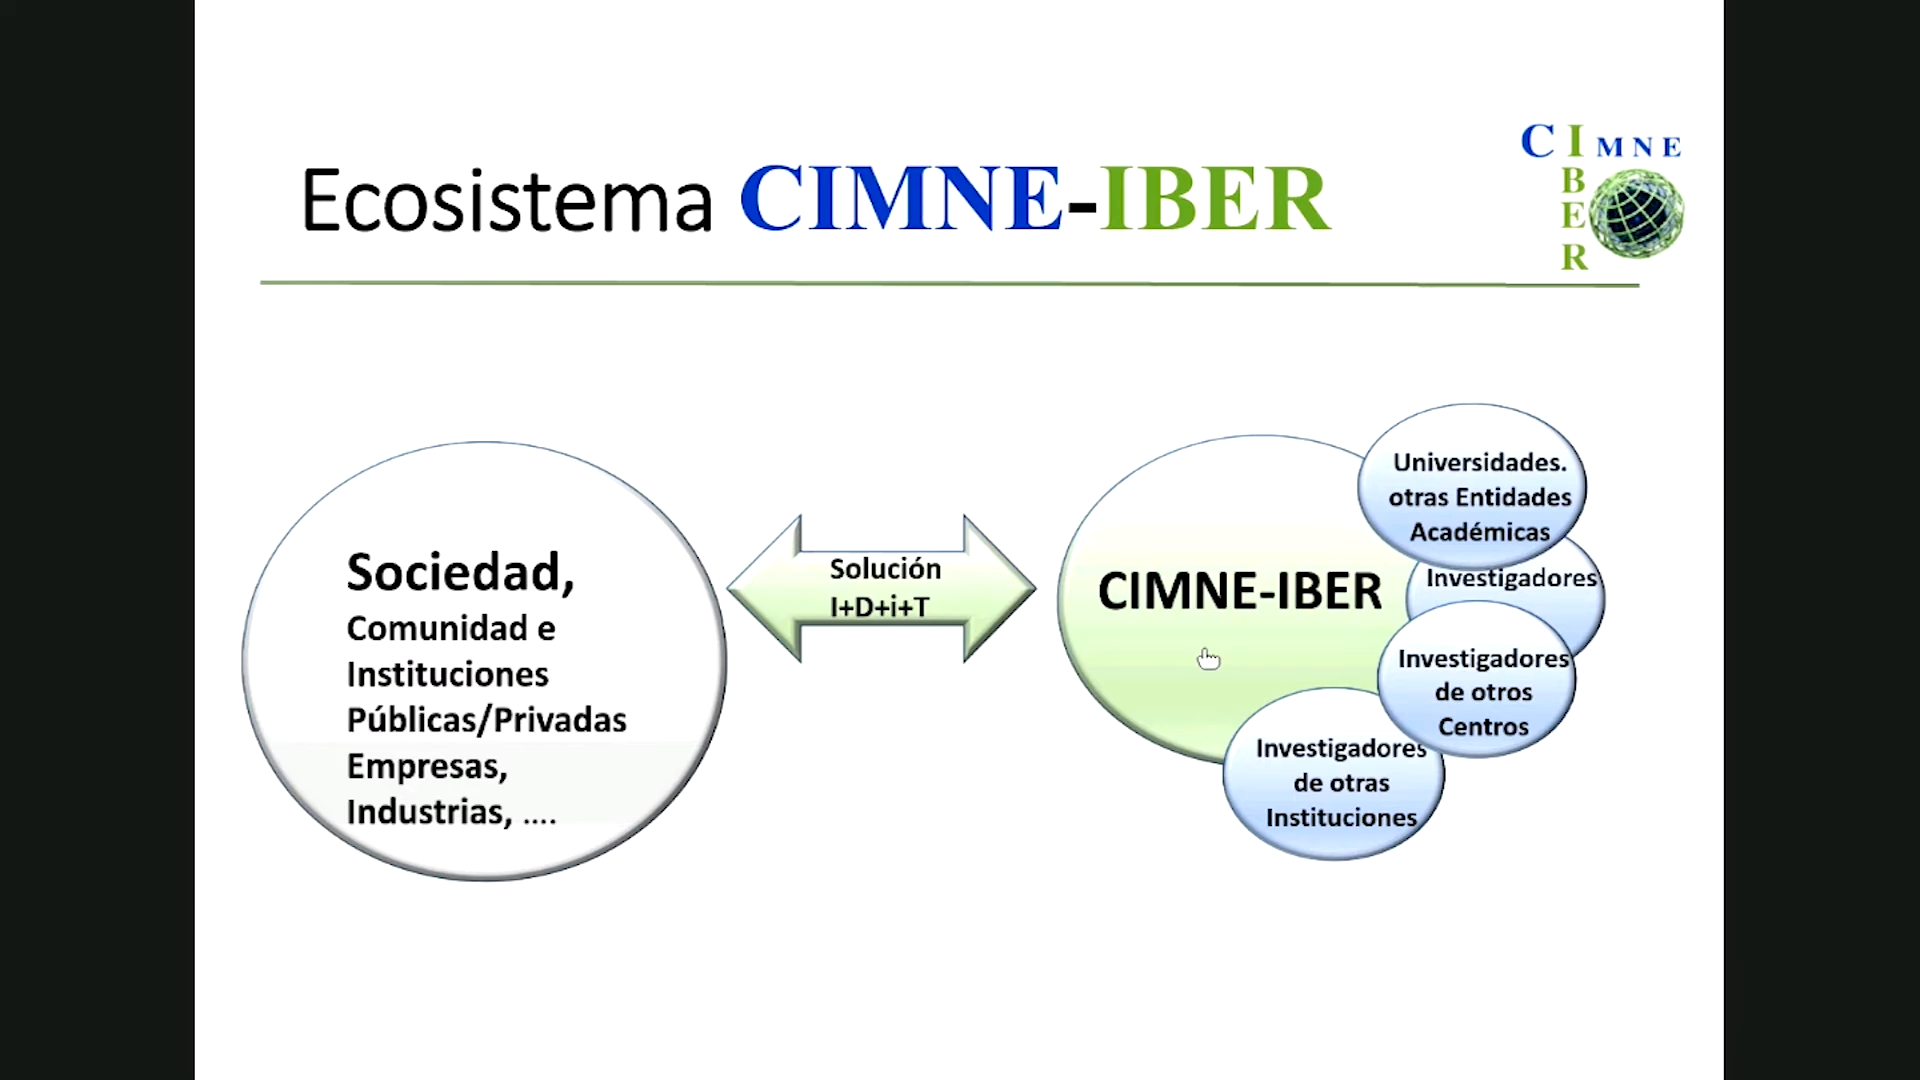 Ecosistema CIMNE-IBER
CIMNE
IBER
Sociedad,
Comunidad e
Instituciones
Públicas/Privadas
Empresas,
Industrias, ....
Solución
I+D+i+T
CIMNE-IBER
Universidades.
otras Entidades
Académicas
Investigadores
Investigadores
de otros
Centros
Investigadores
de otras
Instituciones